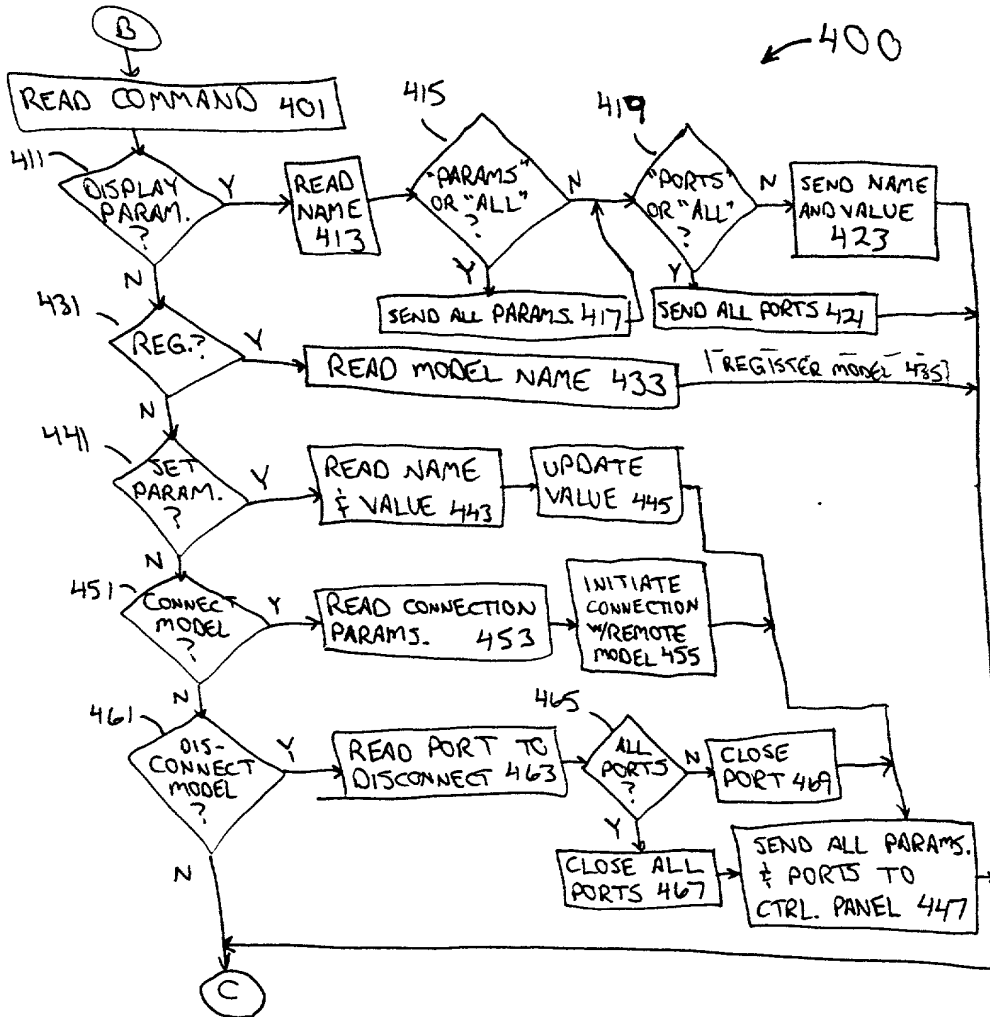 B
400
READ COMMAND 401
411
DISPLAY
PARAM.
?
Y
N
READ
NAME
413
415
"PARAMS"
OR "ALL"
?
N
Y
SEND ALL PARAMS. 417
419
"PORTS"
OR "ALL"
?
N
Y
SEND NAME
AND VALUE
423
SEND ALL PORTS 421
431
REG.?
Y
N
READ MODEL NAME 433
REGISTER MODEL 435
441
SET
PARAM.
?
Y
N
READ NAME
& VALUE 443
UPDATE
VALUE 445
451
CONNECT
MODEL
?
Y
N
READ CONNECTION
PARAMS. 453
INITIATE
CONNECTION
W/REMOTE
MODEL 455
461
DIS-
CONNECT
MODEL
?
Y
N
READ PORT TO
DISCONNECT 463
465
ALL
PORTS
?
N
Y
CLOSE
PORT 469
CLOSE ALL
PORTS 467
SEND ALL PARAMS.
& PORTS TO
CTRL. PANEL 447
C